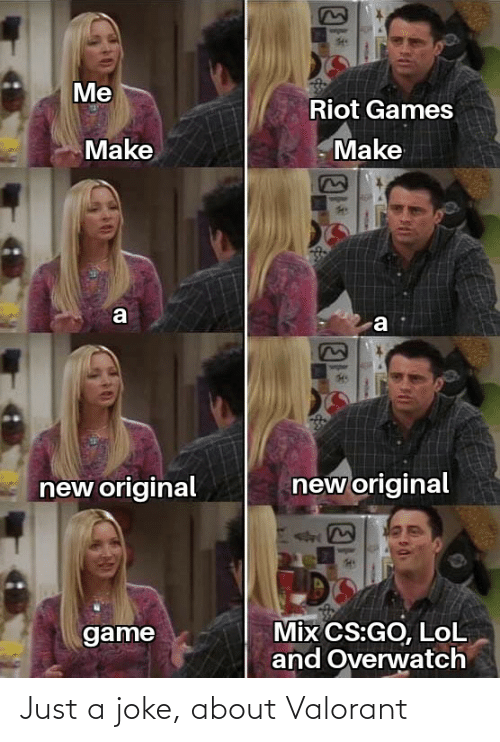 Me
Riot Games
Make
Make
a
a
new original
new original
game
Mix CS:GO, LoL
and Overwatch
Just a joke, about Valorant